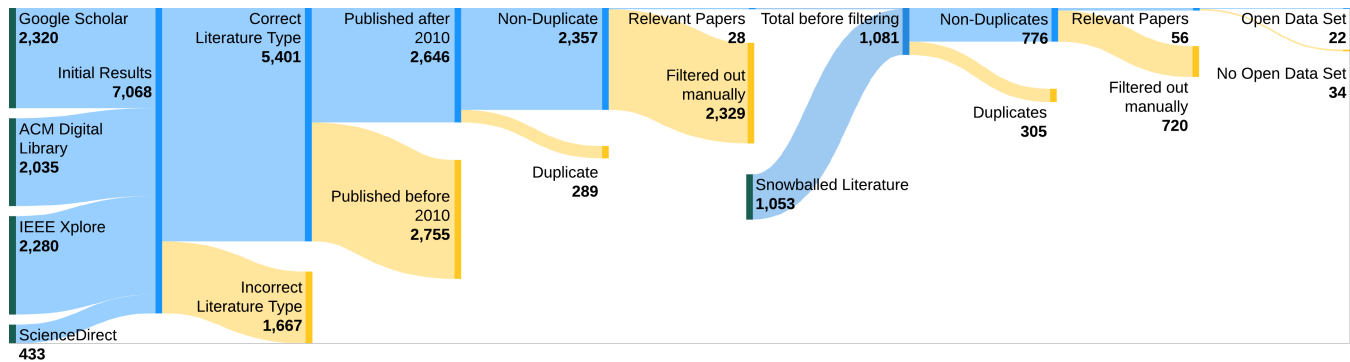 Google Scholar
2,320
Initial Results
7,068
ACM Digital
Library
2,035
IEEE Xplore
2,280
ScienceDirect
433
Correct
Literature Type
5,401
Incorrect
Literature Type
1,667
Published after
2010
2,646
Published before
2010
2,755
Non-Duplicate
2,357
Duplicate
289
Relevant Papers
28
Filtered out
manually
2,329
Total before filtering
1,081
Snowballed Literature
1,053
Non-Duplicates
776
Duplicates
305
Relevant Papers
56
Filtered out
manually
720
Open Data Set
22
No Open Data Set
34